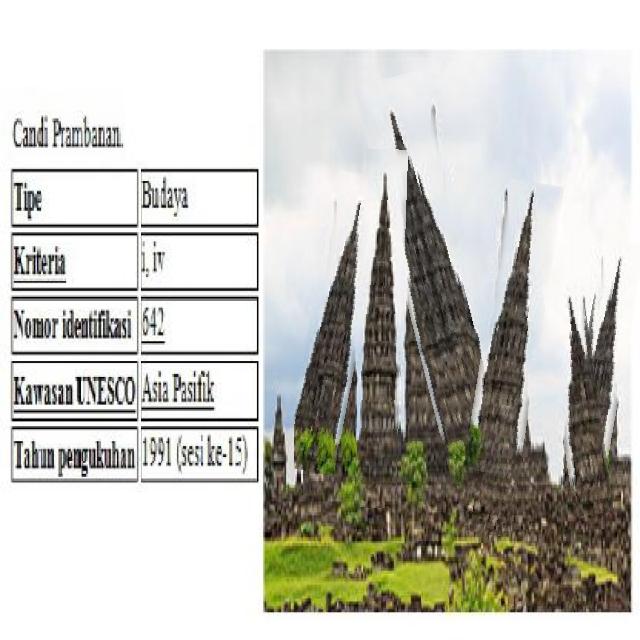 Candi Prambanan.
Tipe Budaya
Kriteria i, iv
Nomor identifikasi 642
Kawasan UNESCO Asia Pasifik
Tahun pengukuhan 1991 (sesi ke-15)